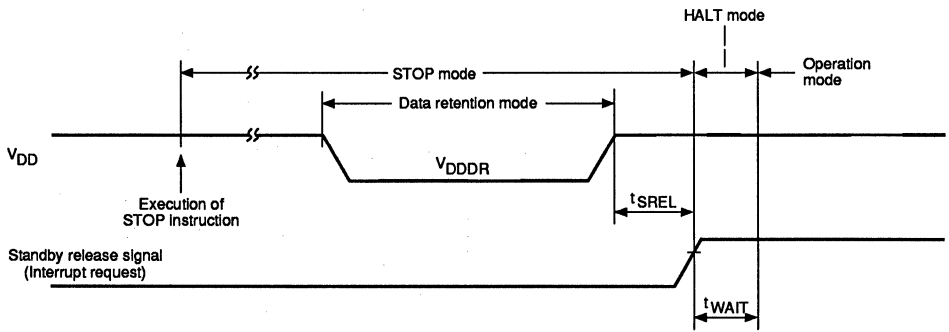 HALT mode
STOP mode
Operation
mode
Data retention mode
VDD
VDDDR
Execution of
STOP instruction
tSREL
Standby release signal
(Interrupt request)
tWAIT